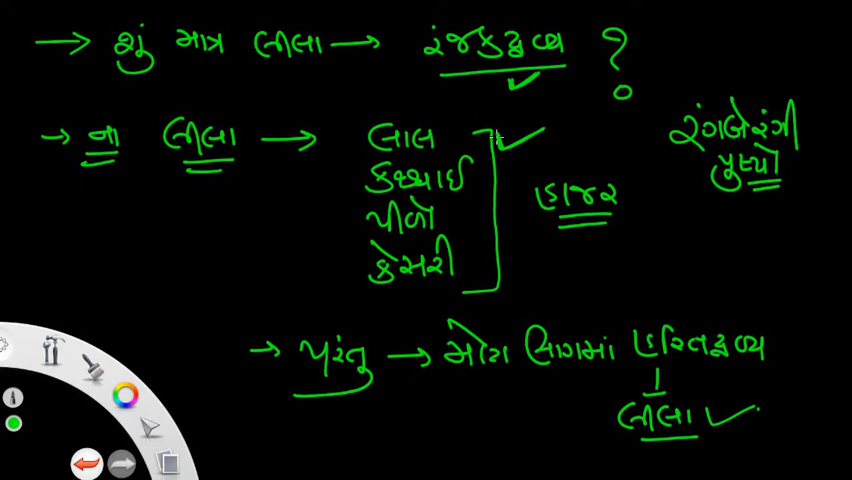 → શું માત્ર લીલા → રંજકદ્રવ્ય ?
→ ના લીલા → લાલ
કથ્થાઈ
પીળો
કેસરી
હાજર
રંગબેરંગી
પુષ્પો
→ પરંતુ → મોટા ભાગમાં હરિતદ્રવ્ય
લીલા